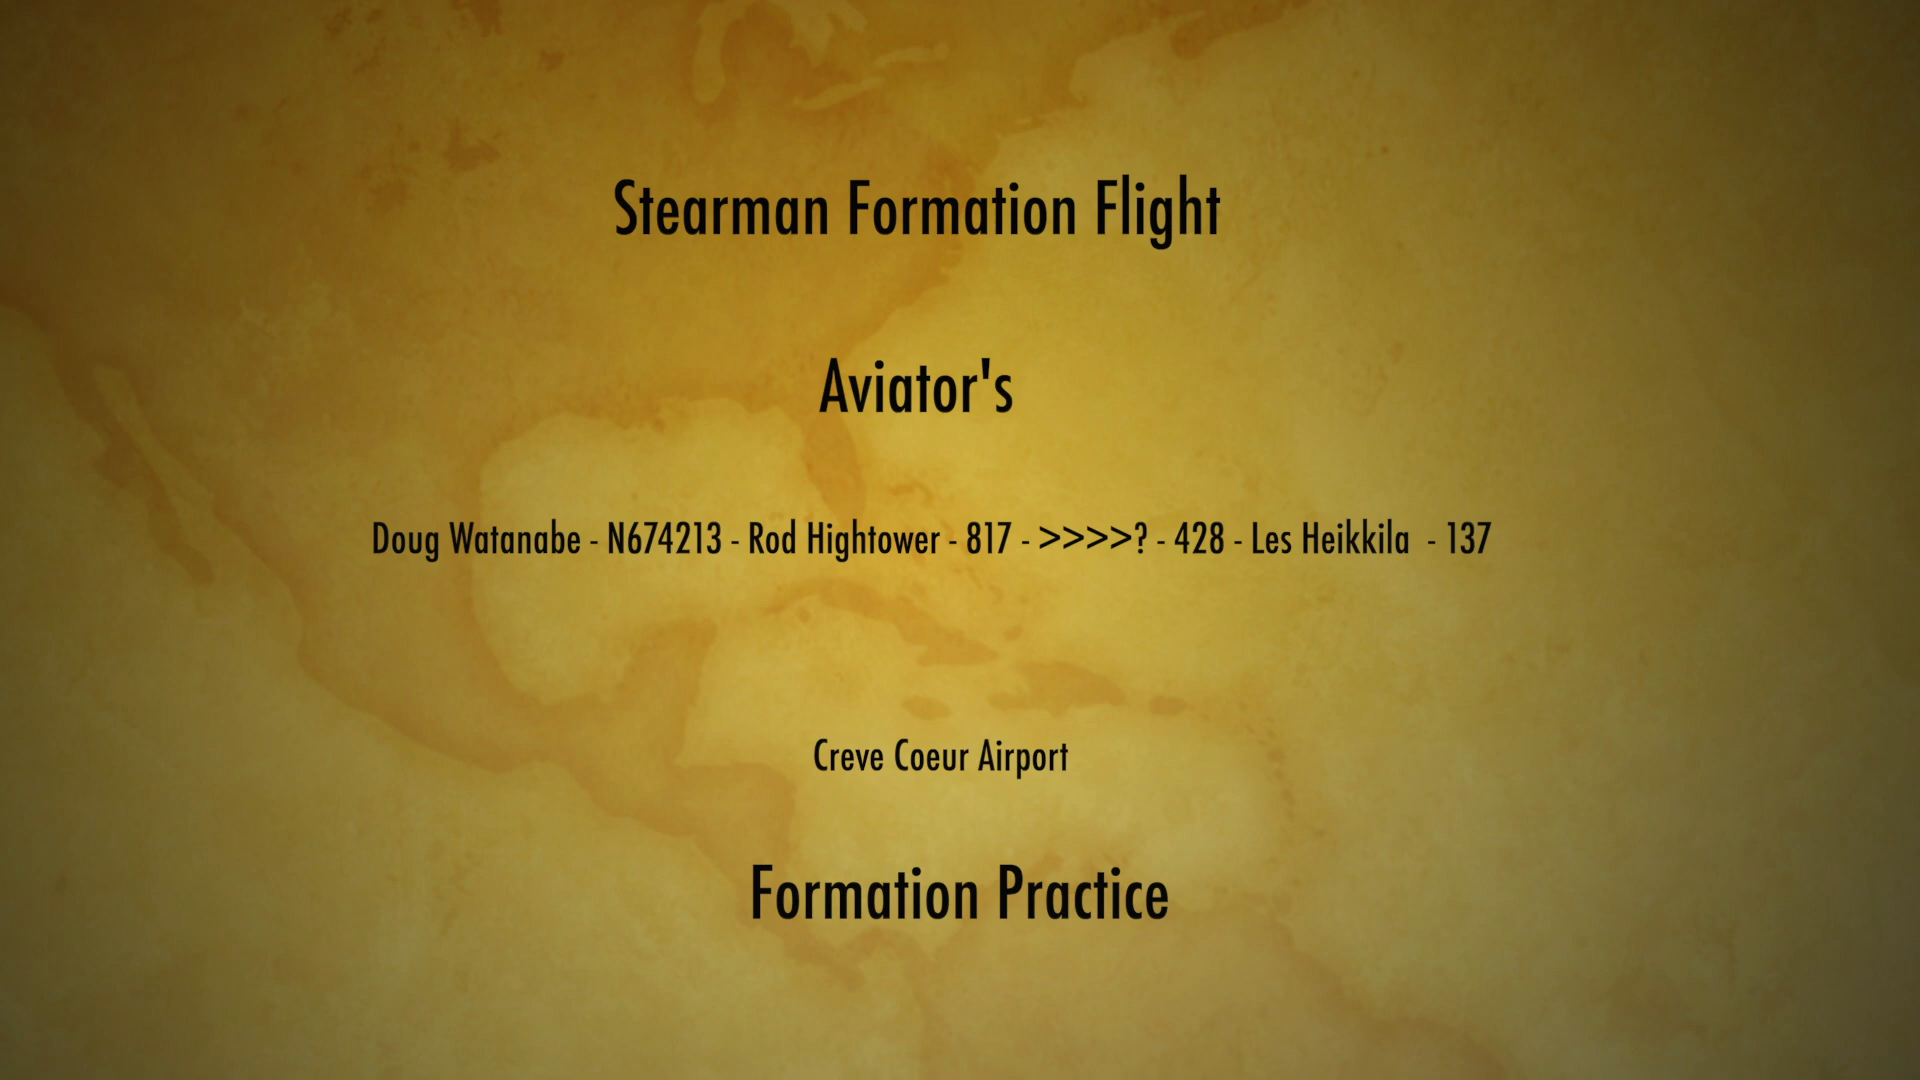 Stearman Formation Flight
Aviator's
Doug Watanabe - N674213 - Rod Hightower - 817 - >>>>? - 428 - Les Heikkila  - 137
Creve Coeur Airport
Formation Practice